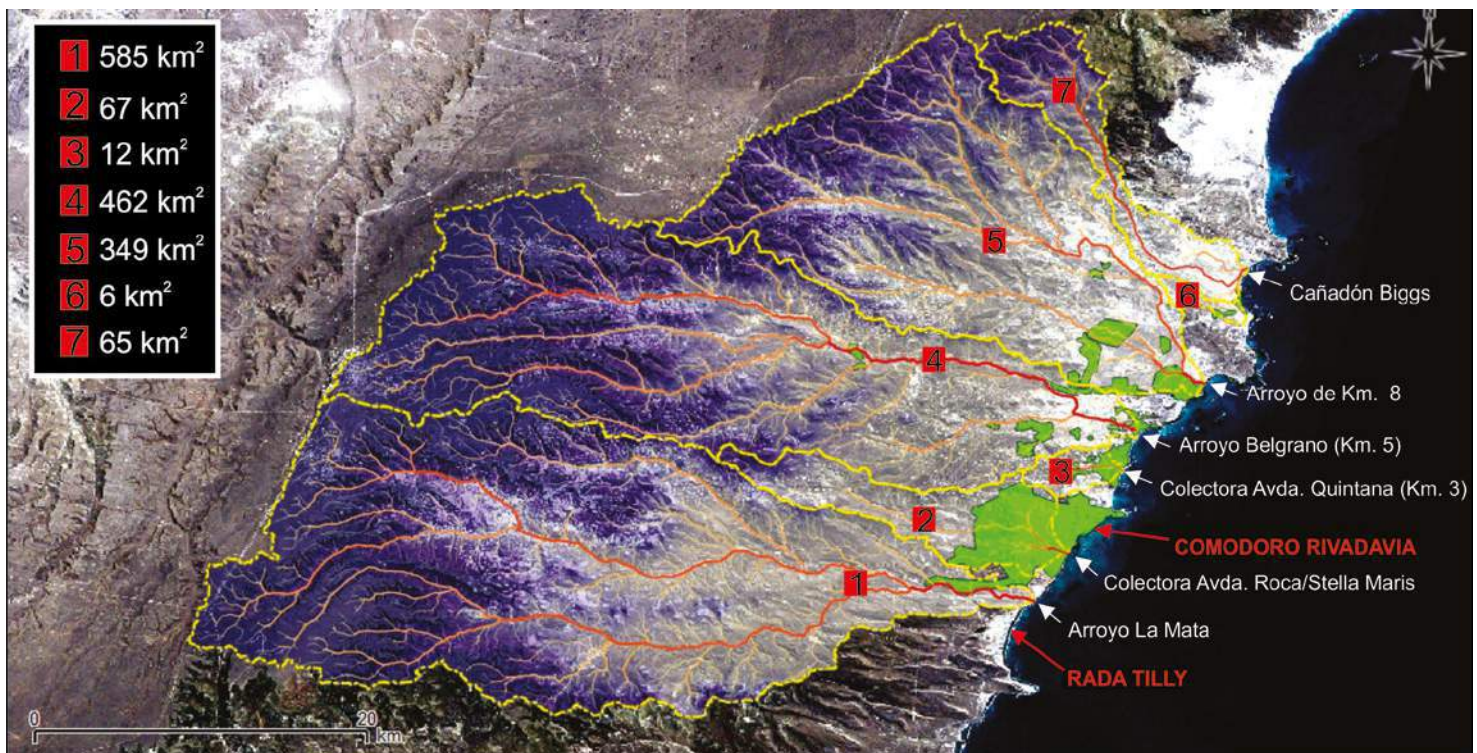 1 585 km²
2 67 km²
3 12 km²
4 462 km²
5 349 km²
6 6 km²
7 65 km²
7
5
6
4
3
2
1
Cañadón Biggs
Arroyo de Km. 8
Arroyo Belgrano (Km. 5)
Colectora Avda. Quintana (Km. 3)
COMODORO RIVADAVIA
Colectora Avda. Roca/Stella Maris
Arroyo La Mata
RADA TILLY
0 20
km